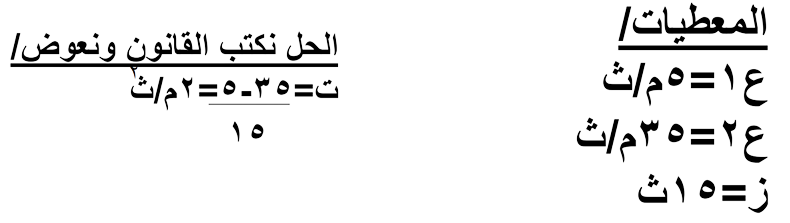 المعطيات/
ع١=٥م/ث
ع٢=٣٥م/ث
ز=١٥ث
الحل نكتب القانون ونعوض/
ت=٣٥-٥=٢م/ث٢
١٥